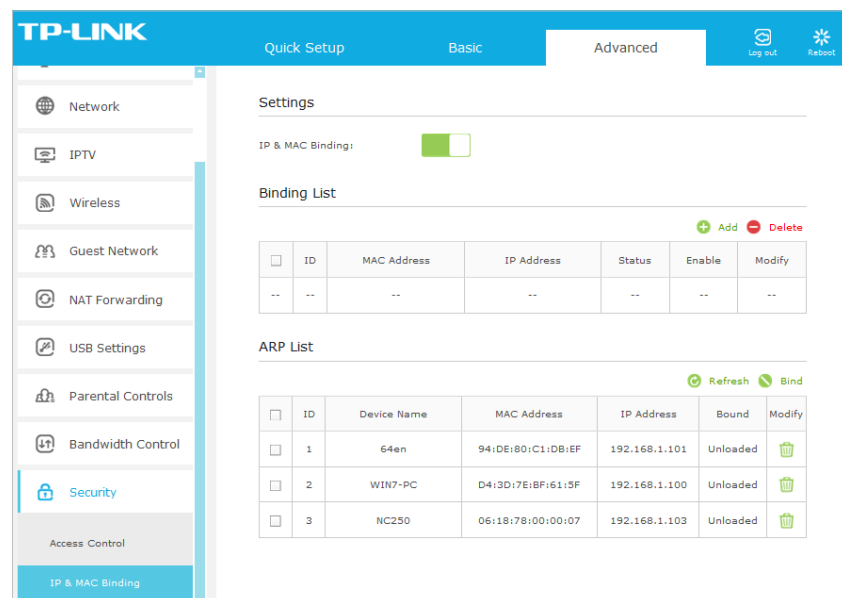 TP-LINK
Quick Setup Basic Advanced Log out Reboot
Network
IPTV
Wireless
Guest Network
NAT Forwarding
USB Settings
Parental Controls
Bandwidth Control
Security
Access Control
IP & MAC Binding
Settings
IP & MAC Binding:
Binding List
Add Delete
ID MAC Address IP Address Status Enable Modify
-- -- -- -- -- -- --
ARP List
Refresh Bind
ID Device Name MAC Address IP Address Bound Modify
1 64en 94:DE:80:C1:DB:EF 192.168.1.101 Unloaded
2 WIN7-PC D4:3D:7E:BF:61:5F 192.168.1.100 Unloaded
3 NC250 06:18:78:00:00:07 192.168.1.103 Unloaded